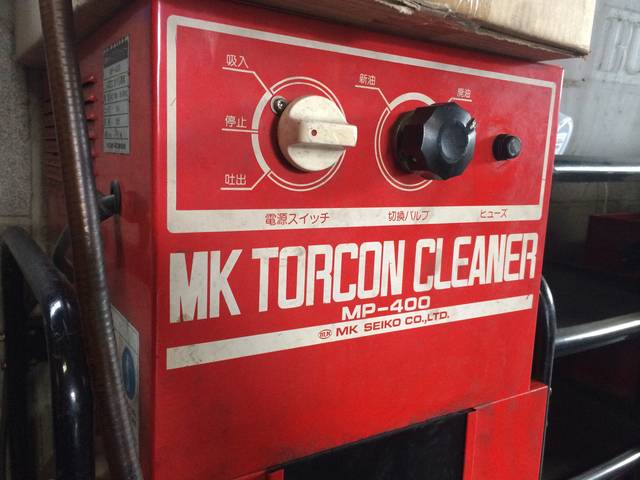 吸入
停止
吐出
電源スイッチ
新油
廃油
切換バルブ
ヒューズ
MK TORCON CLEANER
MP-400
MK SEIKO CO.,LTD.